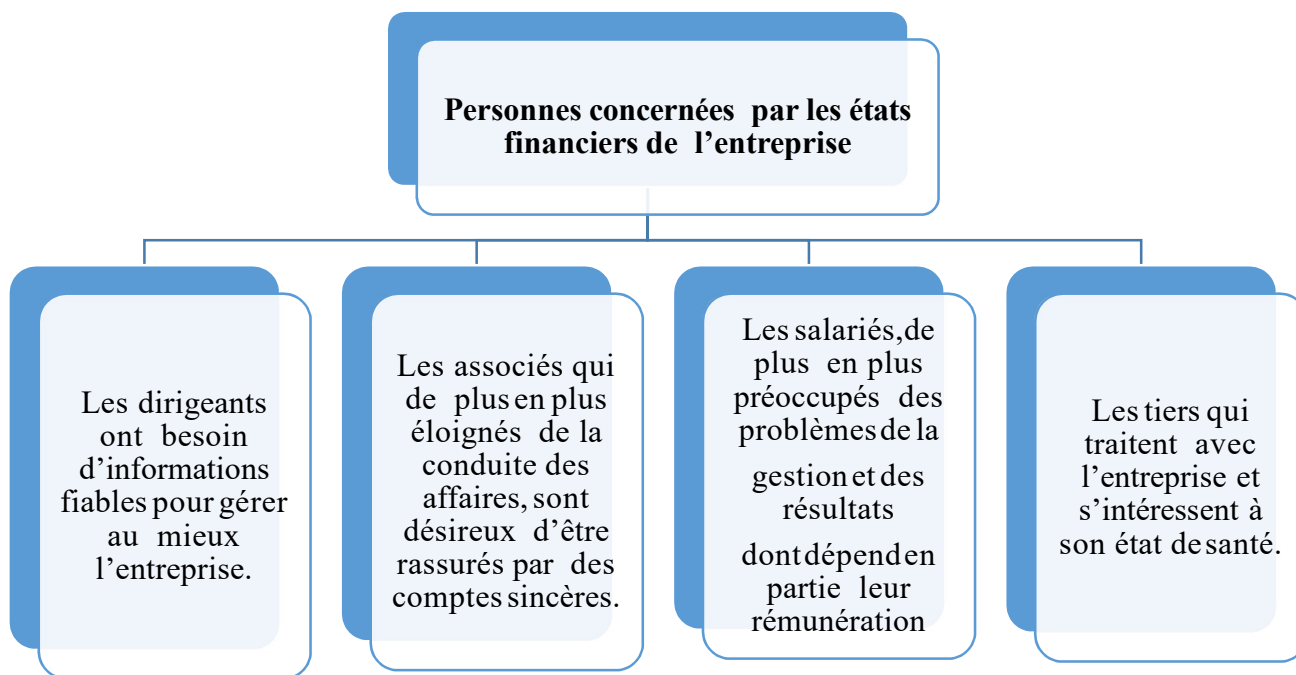 Personnes concernées par les états
financiers de l’entreprise
Les dirigeants
ont besoin
d’informations
fiables pour gérer
au mieux
l’entreprise.
Les associés qui
de plus en plus
éloignés de la
conduite des
affaires, sont
désireux d’être
rassurés par des
comptes sincères.
Les salariés,de
plus en plus
préoccupés des
problèmes de la
gestion et des
résultats
dont dépend en
partie leur
rémunération
Les tiers qui
traitent avec
l’entreprise et
s’intéressent à
son état de santé.